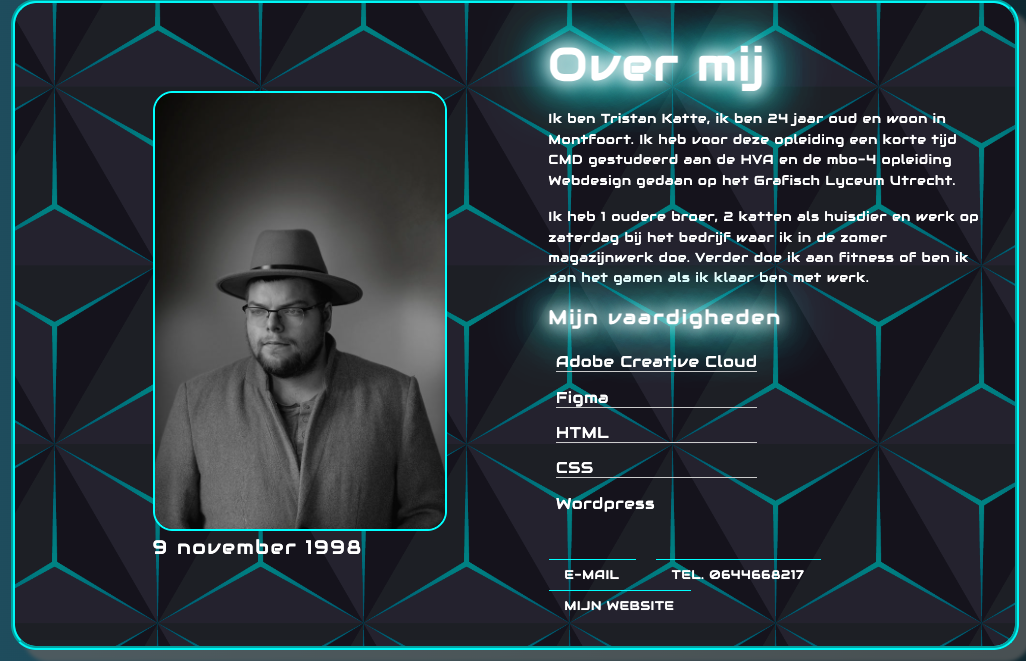 Over mij
Ik ben Tristan Katte, ik ben 24 jaar oud en woon in
Montfoort. Ik heb voor deze opleiding een korte tijd
CMD gestudeerd aan de HVA en de mbo-4 opleiding
Webdesign gedaan op het Grafisch Lyceum Utrecht.
Ik heb 1 oudere broer, 2 katten als huisdier en werk op
zaterdag bij het bedrijf waar ik in de zomer
magazijnwerk doe. Verder doe ik aan fitness of ben ik
aan het gamen als ik klaar ben met werk.
Mijn vaardigheden
Adobe Creative Cloud
Figma
HTML
CSS
Wordpress
9 november 1998
E-MAIL
TEL. 0644668217
MIJN WEBSITE